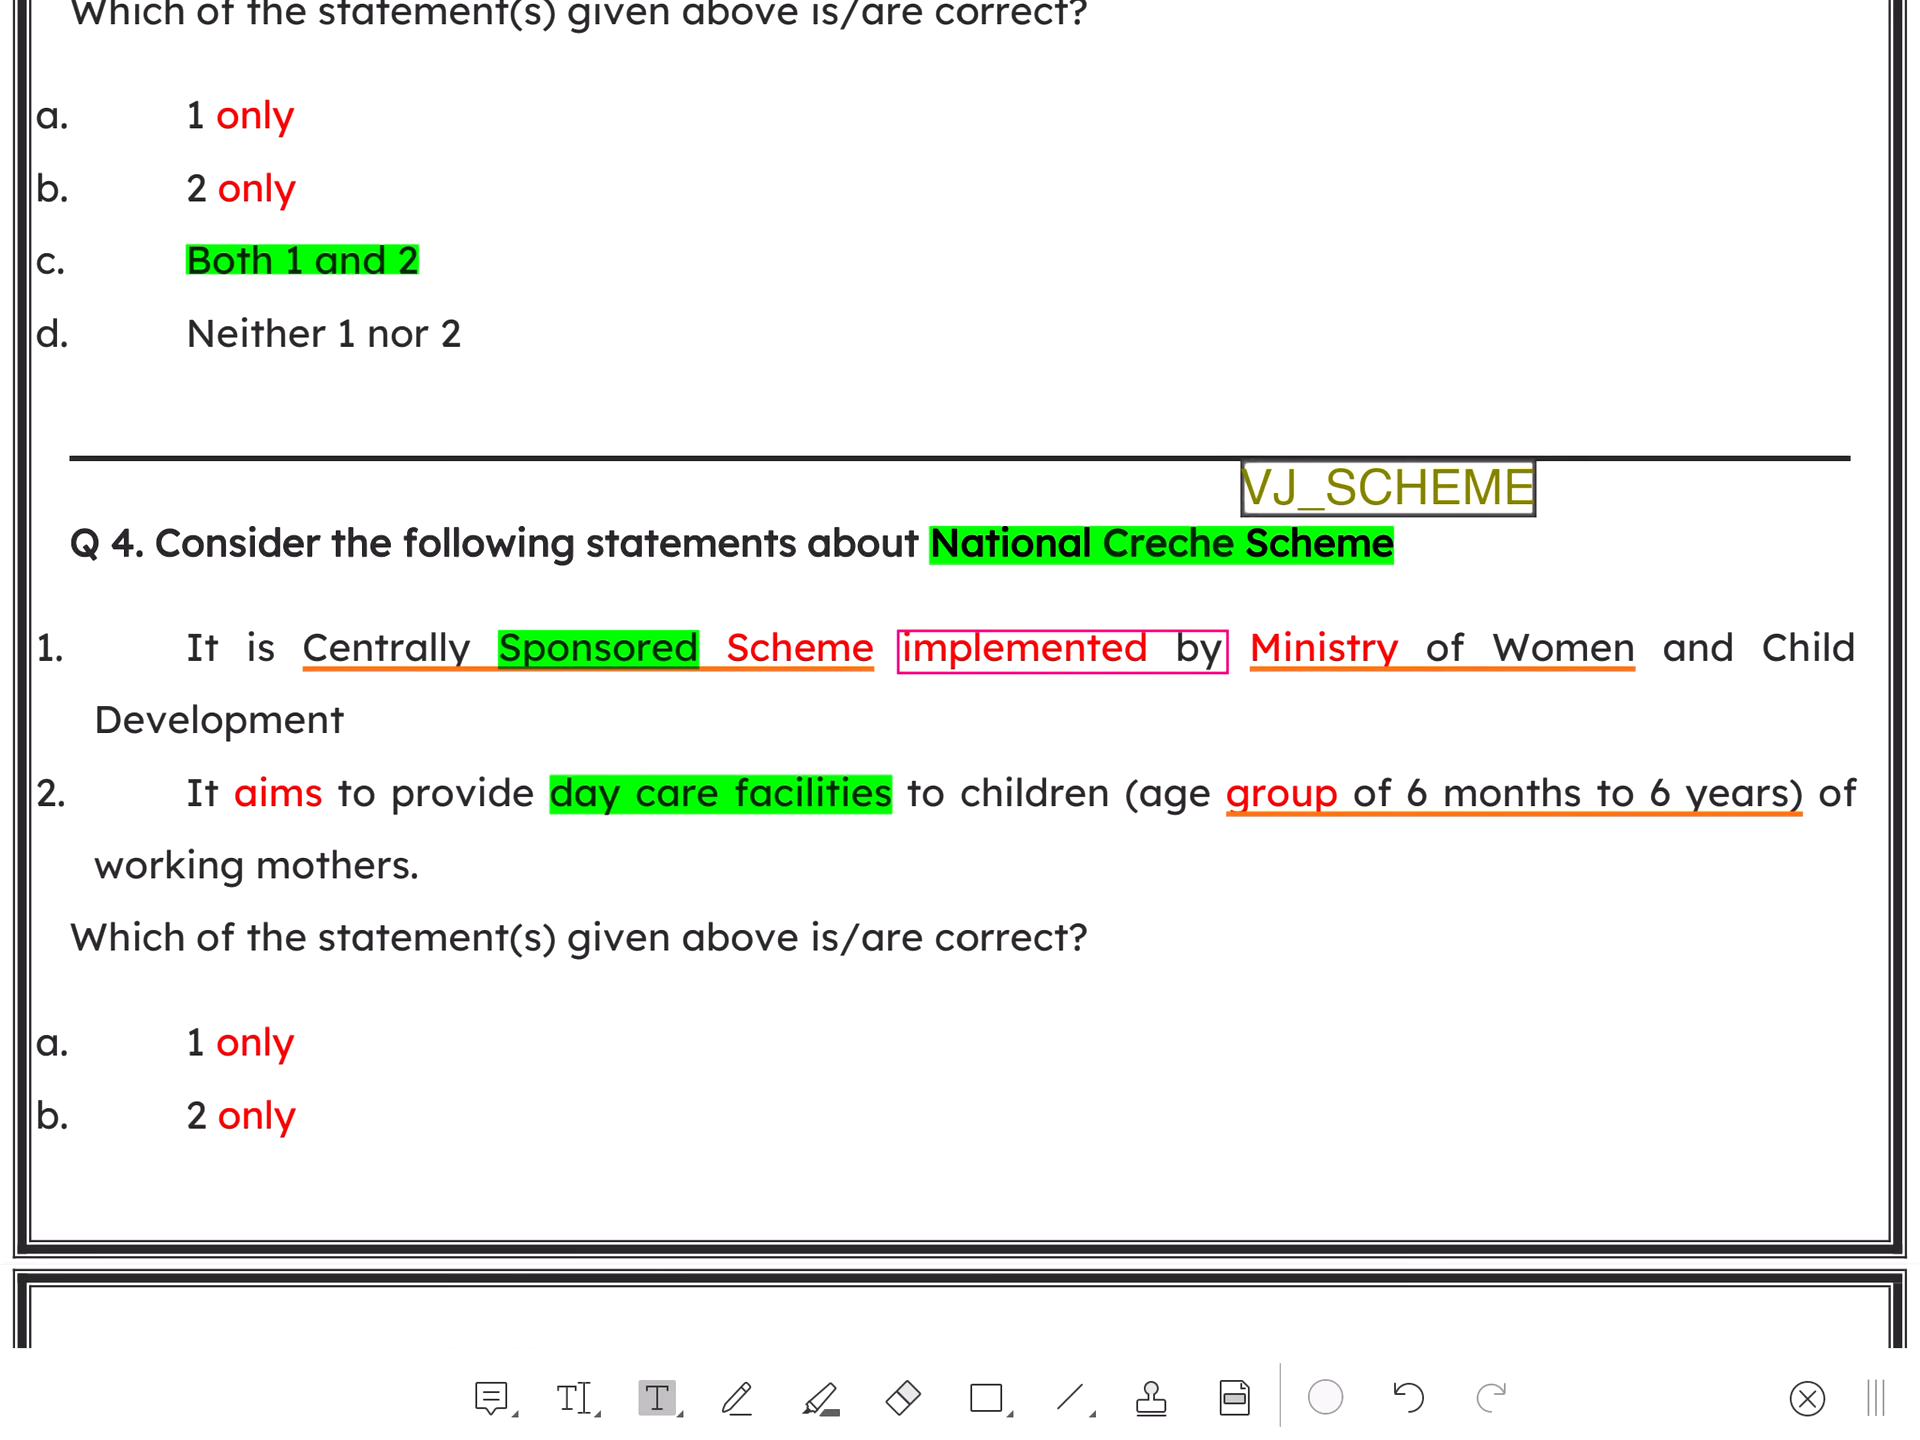 Which of the statement(s) given above is/are correct?
a. 1 only
b. 2 only
c. Both 1 and 2
d. Neither 1 nor 2
VJ_SCHEME
Q 4. Consider the following statements about National Creche Scheme
1. It is Centrally Sponsored Scheme implemented by Ministry of Women and Child
Development
2. It aims to provide day care facilities to children (age group of 6 months to 6 years) of
working mothers.
Which of the statement(s) given above is/are correct?
a. 1 only
b. 2 only